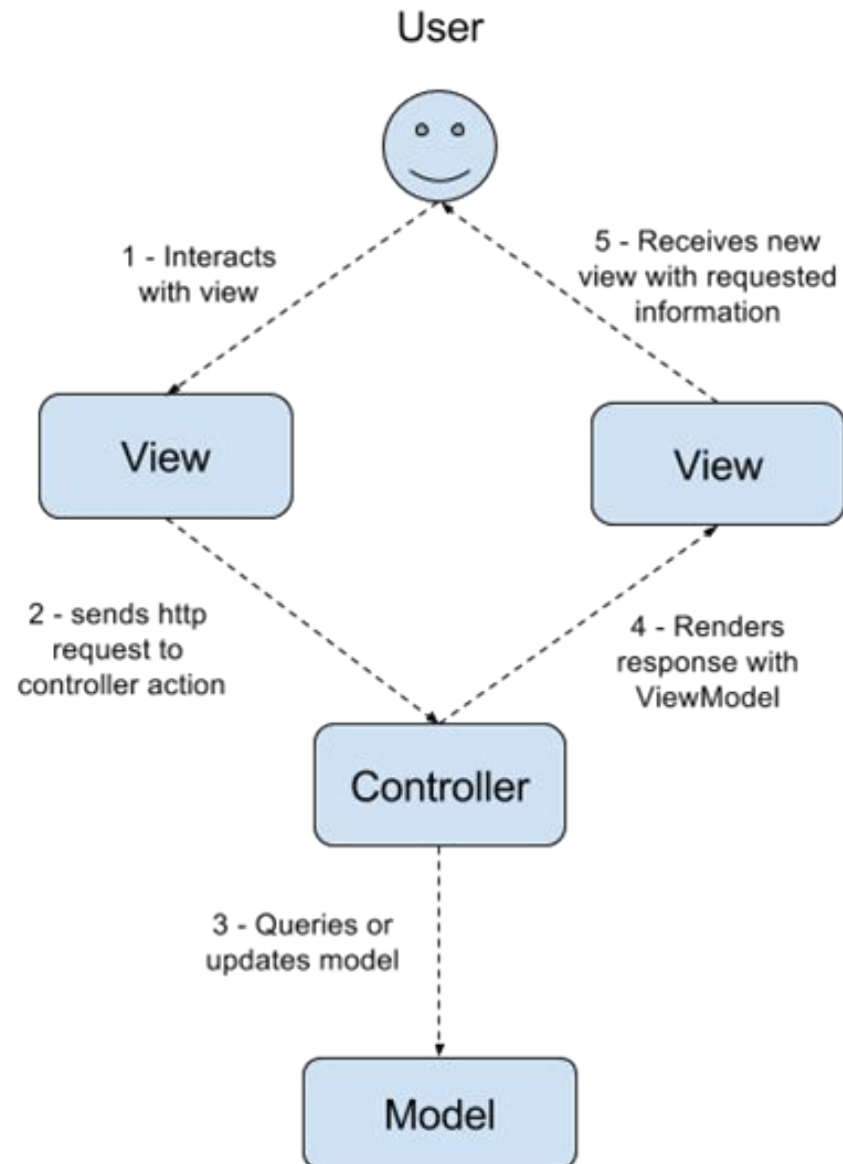 User
1 - Interacts
with view
5 - Receives new
view with requested
information
View
View
2 - sends http
request to
controller action
4 - Renders
response with
ViewModel
Controller
3 - Queries or
updates model
Model